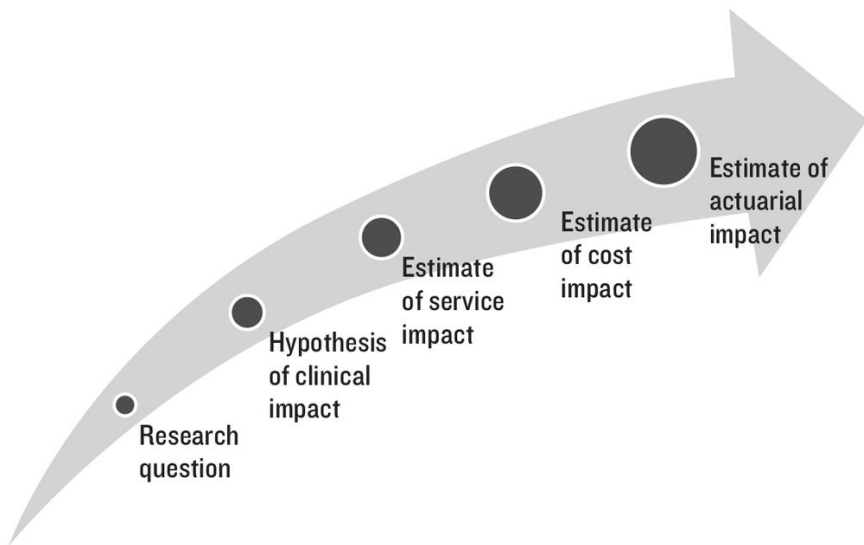 Research
question
Hypothesis
of clinical
impact
Estimate
of service
impact
Estimate
of cost
impact
Estimate of
actuarial
impact